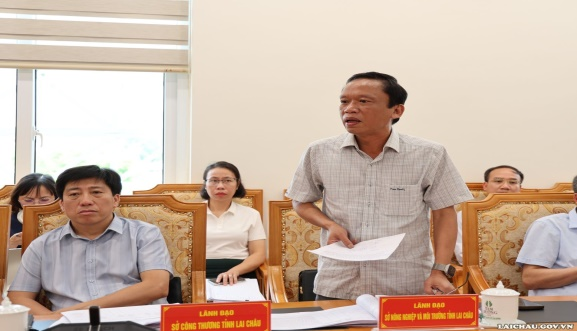 LÃNH ĐẠO
SỞ CÔNG THƯƠNG TỈNH LAI CHÂU
LÃNH ĐẠO
SỞ NÔNG NGHIỆP VÀ MÔI TRƯỜNG TỈNH LAI CHÂU
LAICHAU.GOV.VN